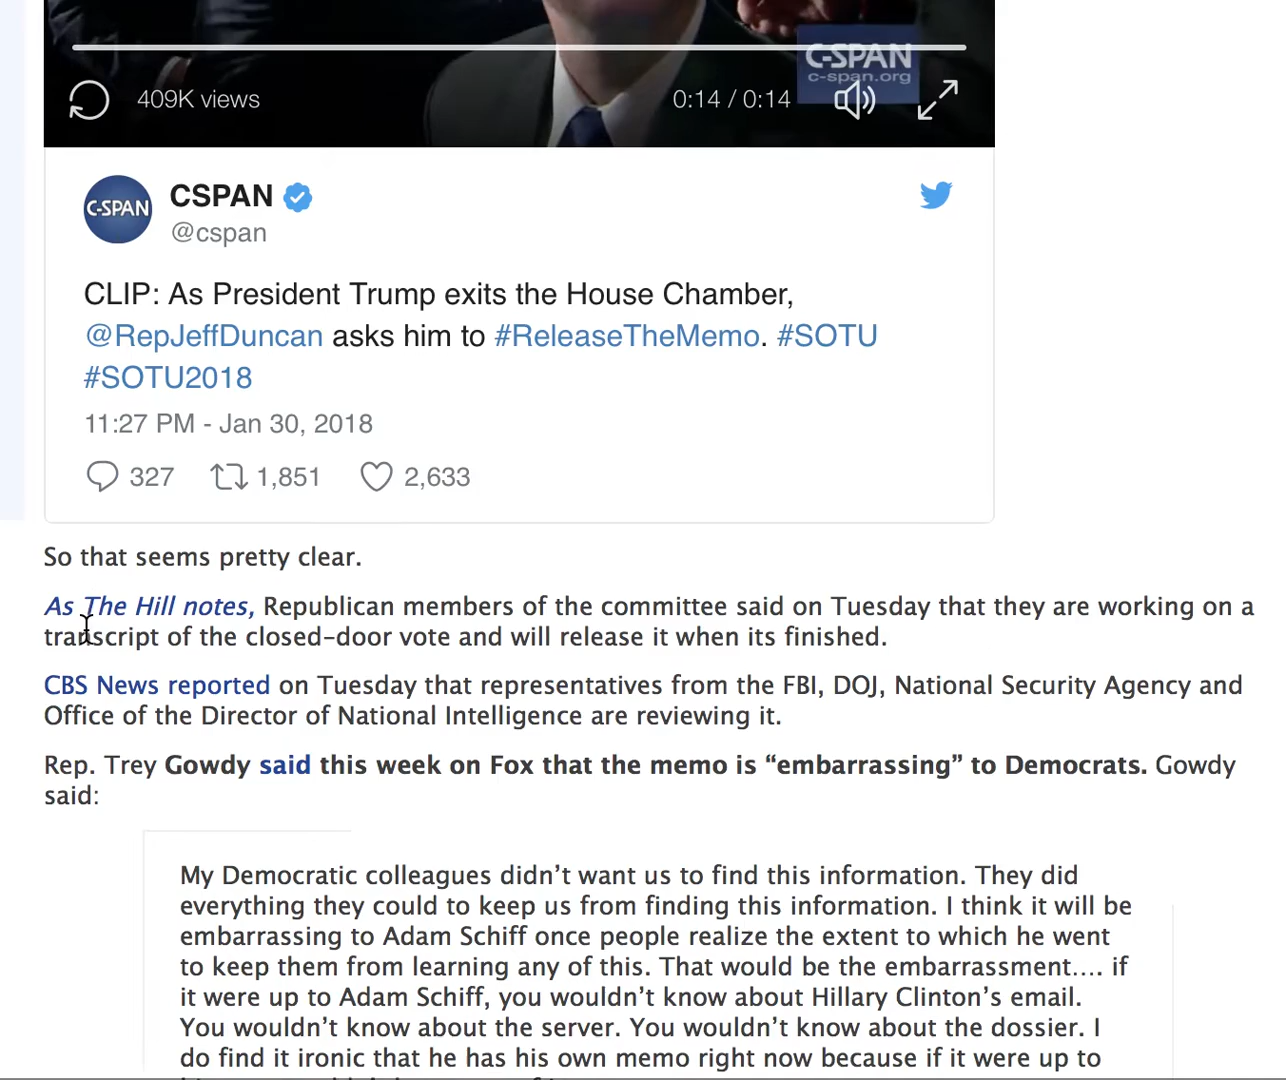 C-SPAN
c-span.org
409K views
0:14 / 0:14
C-SPAN
CSPAN
@cspan
CLIP: As President Trump exits the House Chamber,
@RepJeffDuncan asks him to #ReleaseTheMemo. #SOTU
#SOTU2018
11:27 PM - Jan 30, 2018
327 1,851 2,633
So that seems pretty clear.
As The Hill notes, Republican members of the committee said on Tuesday that they are working on a
transcript of the closed-door vote and will release it when its finished.
CBS News reported on Tuesday that representatives from the FBI, DOJ, National Security Agency and
Office of the Director of National Intelligence are reviewing it.
Rep. Trey Gowdy said this week on Fox that the memo is “embarrassing” to Democrats. Gowdy
said:
My Democratic colleagues didn’t want us to find this information. They did
everything they could to keep us from finding this information. I think it will be
embarrassing to Adam Schiff once people realize the extent to which he went
to keep them from learning any of this. That would be the embarrassment.... if
it were up to Adam Schiff, you wouldn’t know about Hillary Clinton’s email.
You wouldn’t know about the server. You wouldn’t know about the dossier. I
do find it ironic that he has his own memo right now because if it were up to